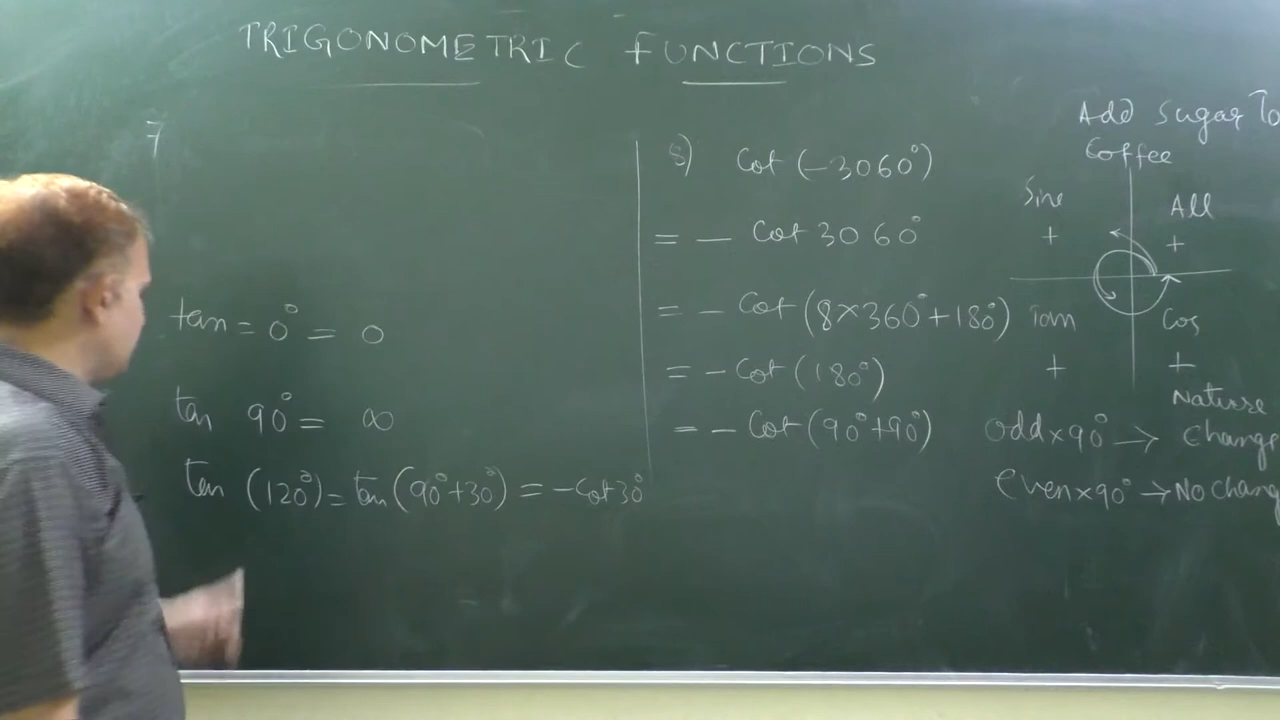 TRIGONOMETRIC FUNCTIONS
7
tan = 0° = 0
tan 90° = ∞
tan (120°) = tan (90°+30°) = -Cot 30°
8) Cot (-3060°)
= - Cot 3060°
= - Cot (8×360°+180°)
= - Cot (180°)
= - Cot (90°+90°)
Add Sugar To
Coffee
Sine All
+ +
Tan Cos
+ +
odd×90° → Nature Change
Even×90° → No Chang